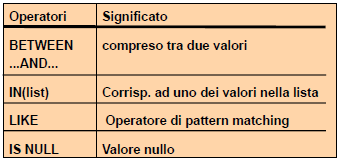 Operatori Significato
BETWEEN compreso tra due valori
...AND...
IN(list) Corrisp. ad uno dei valori nella lista
LIKE Operatore di pattern matching
IS NULL Valore nullo